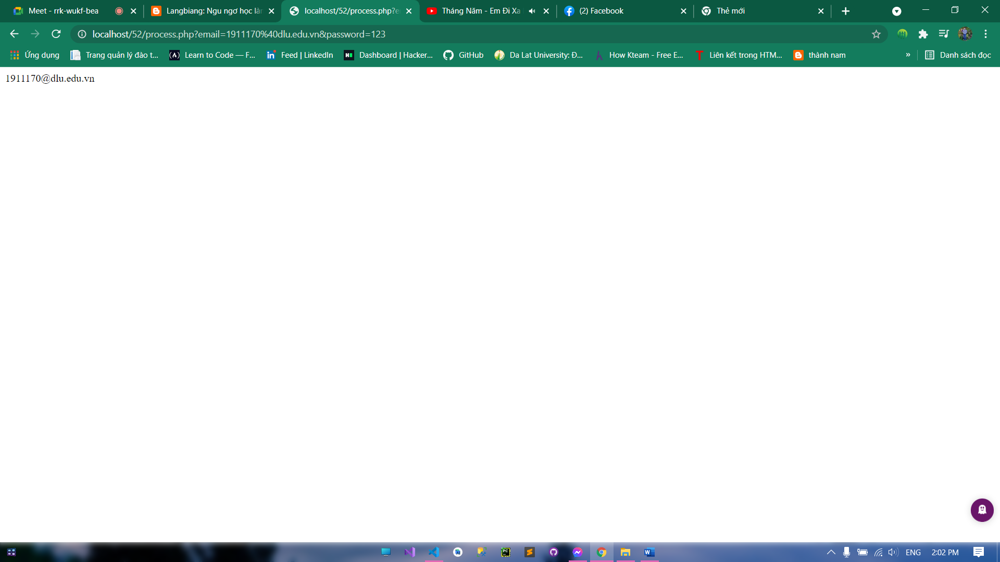 Meet - rrk-wukf-bea
Langbiang: Ngu ngơ học làn
localhost/52/process.php?e
Tháng Năm - Em Đi Xa
(2) Facebook
Thẻ mới
localhost/52/process.php?email=1911170%40dlu.edu.vn&password=123
Ứng dụng
Trang quản lý đào t...
Learn to Code — F...
Feed | LinkedIn
Dashboard | Hacker...
GitHub
Da Lat University: Đ...
How Kteam - Free E...
Liên kết trong HTM...
thành nam
»
Danh sách đọc
1911170@dlu.edu.vn
ENG
2:02 PM